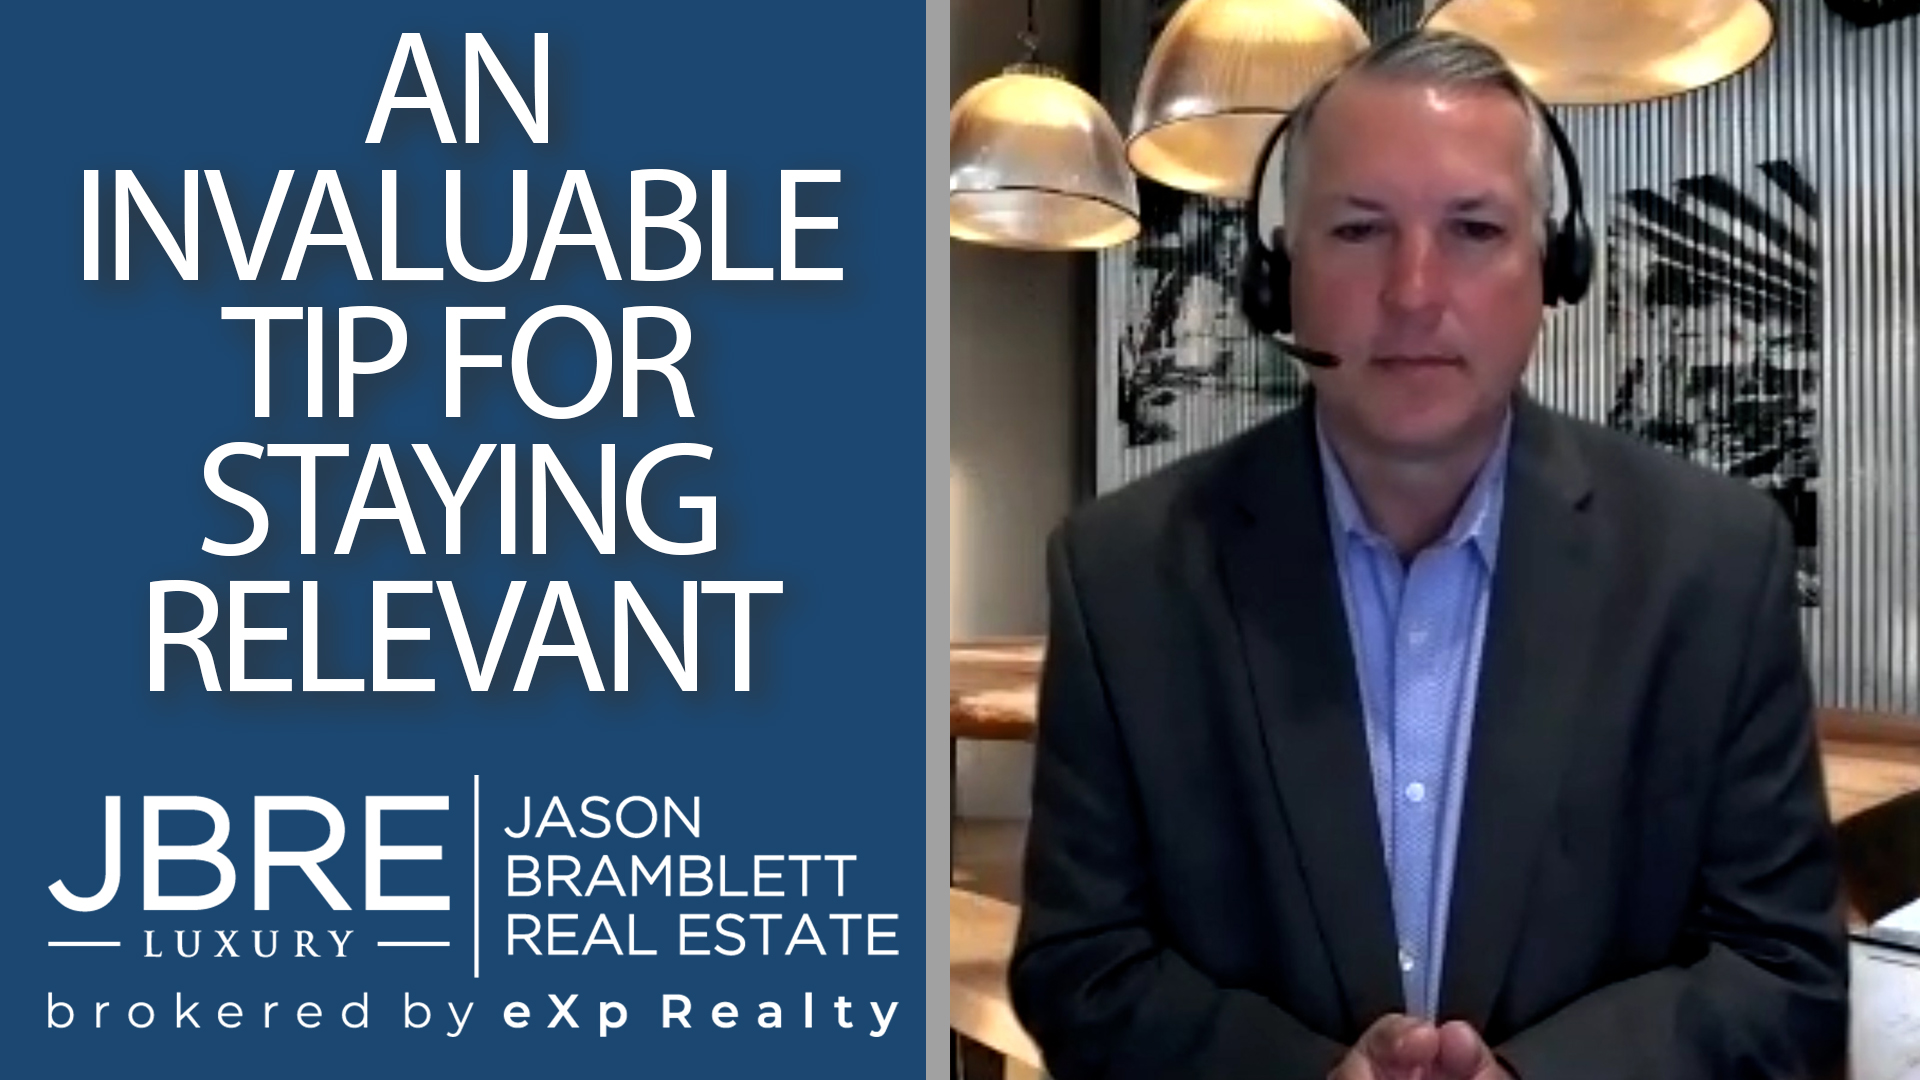 AN
INVALUABLE
TIP FOR
STAYING
RELEVANT
JBRE
LUXURY
JASON
BRAMBLETT
REAL ESTATE
brokered by eXp Realty